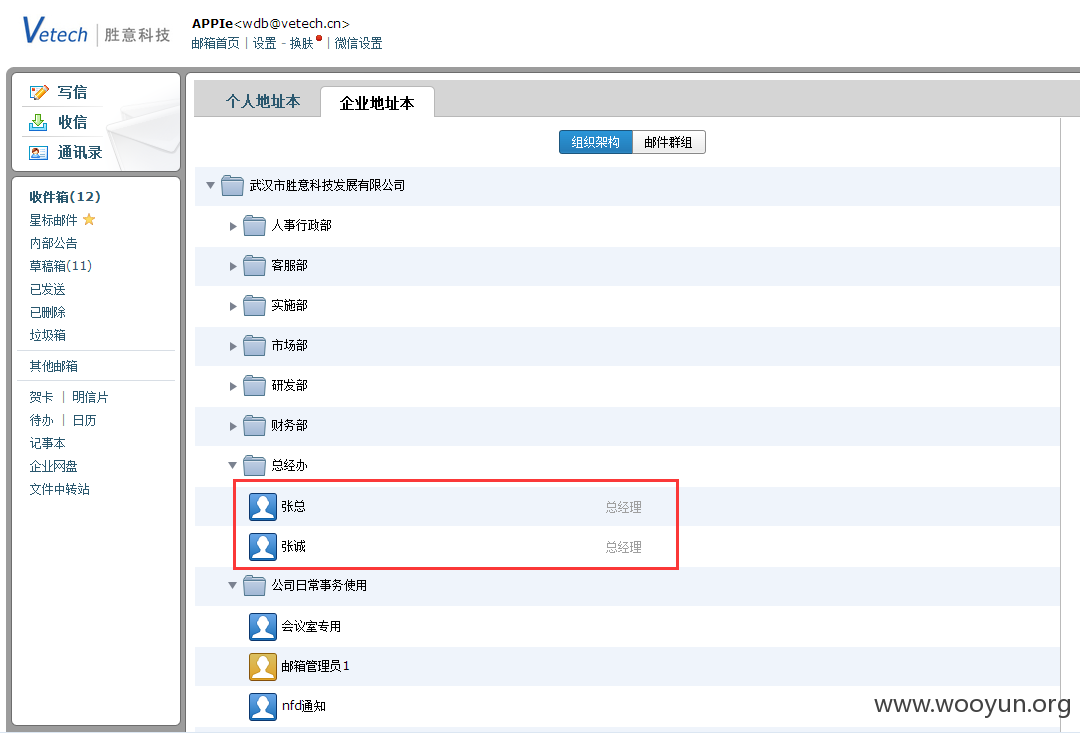 Vetech 胜意科技
APPIe<wdb@vetech.cn>
邮箱首页 | 设置 - 换肤 | 微信设置
写信
收信
通讯录
收件箱(12)
星标邮件
内部公告
草稿箱(11)
已发送
已删除
垃圾箱
其他邮箱
贺卡 | 明信片
待办 | 日历
记事本
企业网盘
文件中转站
个人地址本 企业地址本
组织架构 邮件群组
武汉市胜意科技发展有限公司
人事行政部
客服部
实施部
市场部
研发部
财务部
总经办
张总 总经理
张诚 总经理
公司日常事务使用
会议室专用
邮箱管理员1
nfd通知
www.wooyun.org